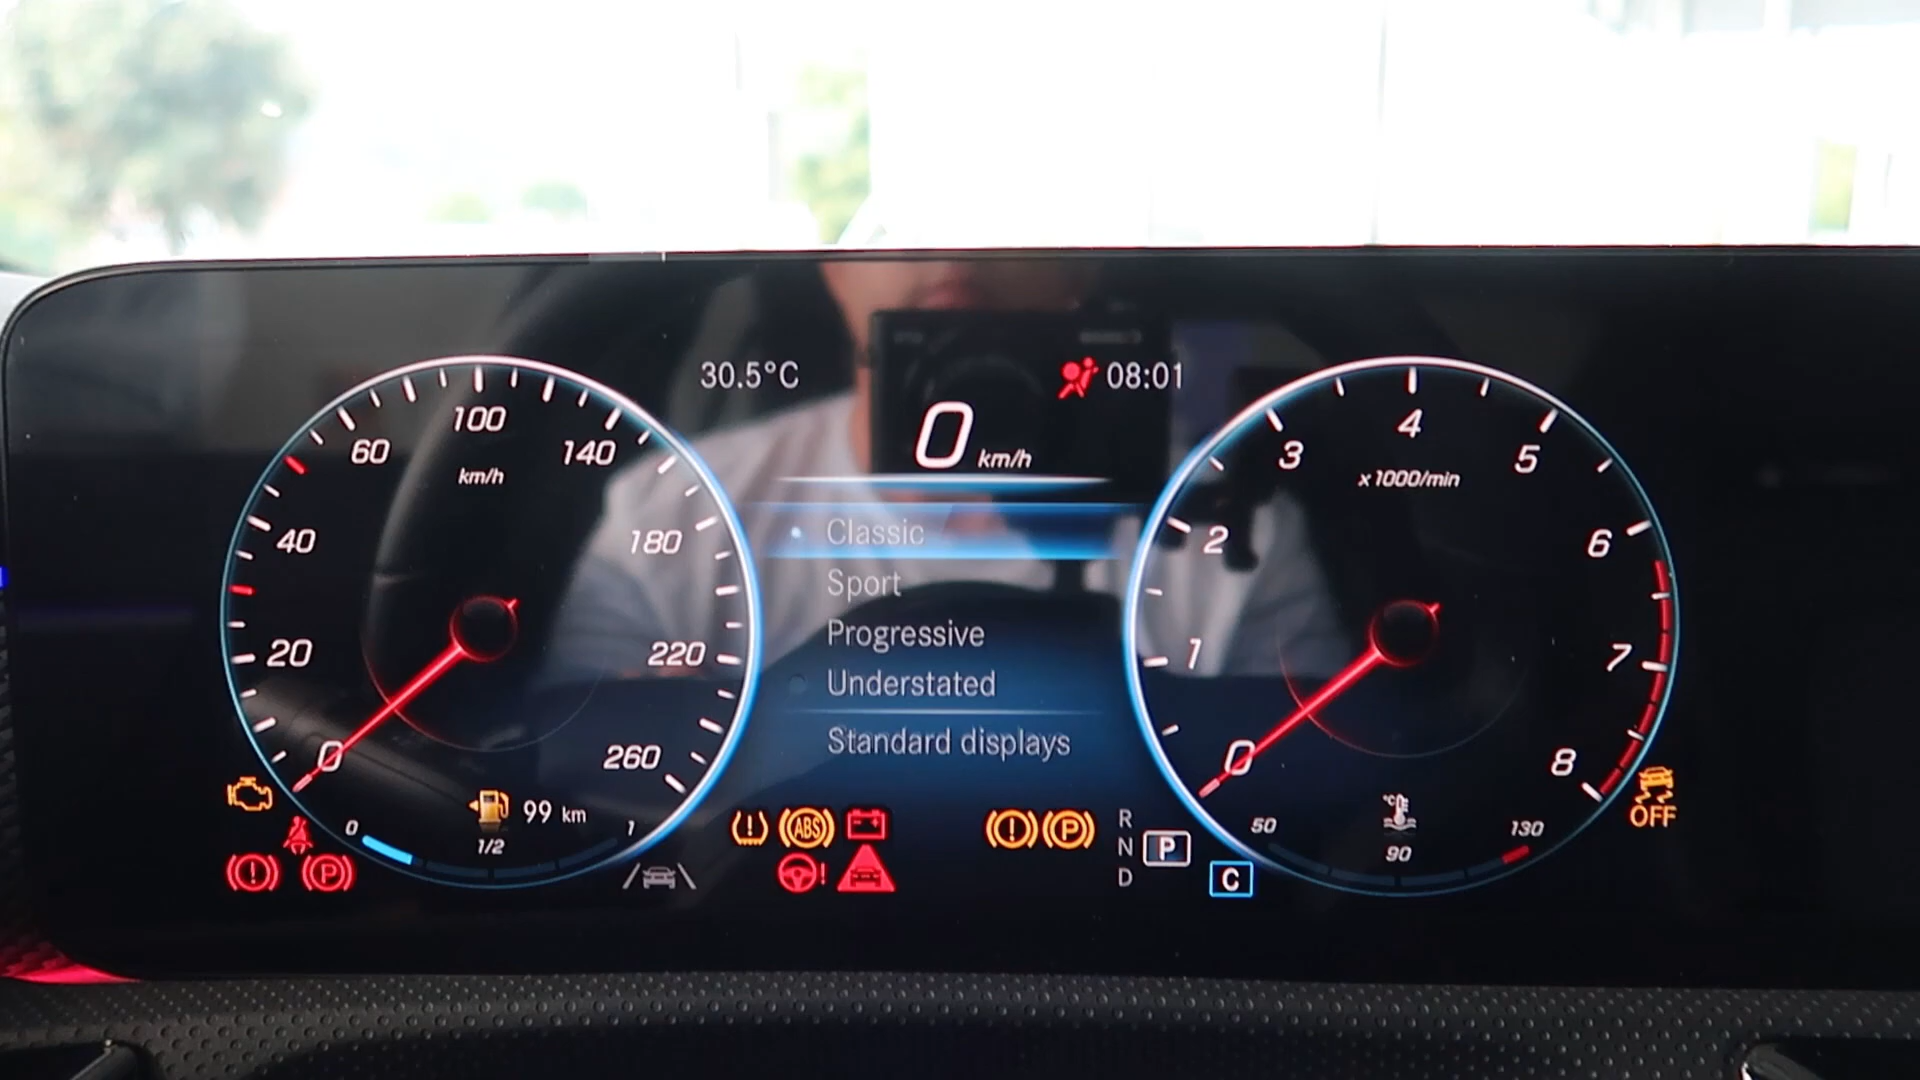 30.5°C
08:01
0 km/h
Classic
Sport
Progressive
Understated
Standard displays
0
20
40
60
100
140
180
220
260
km/h
99 km
0
1/2
1
ABS
P
P
R
N
D
P
C
0
1
2
3
4
5
6
7
8
x1000/min
°C
50
90
130
OFF